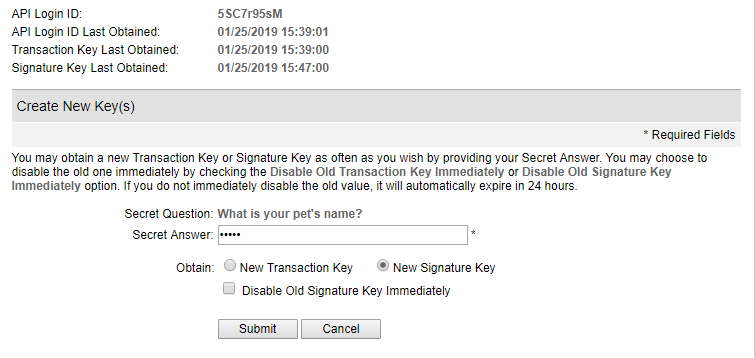 API Login ID: 5SC7r95sM
API Login ID Last Obtained: 01/25/2019 15:39:01
Transaction Key Last Obtained: 01/25/2019 15:39:00
Signature Key Last Obtained: 01/25/2019 15:47:00
Create New Key(s)
* Required Fields
You may obtain a new Transaction Key or Signature Key as often as you wish by providing your Secret Answer. You may choose to
disable the old one immediately by checking the Disable Old Transaction Key Immediately or Disable Old Signature Key
Immediately option. If you do not immediately disable the old value, it will automatically expire in 24 hours.
Secret Question: What is your pet's name?
Secret Answer: ••••• *
Obtain: New Transaction Key New Signature Key
Disable Old Signature Key Immediately
Submit Cancel